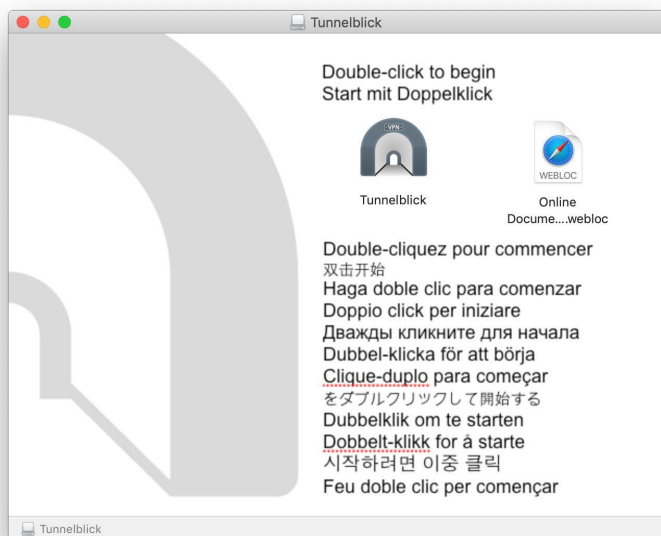 Tunnelblick
Double-click to begin
Start mit Doppelklick
VPN
Tunnelblick
WEBLOC
Online
Docume....webloc
Double-cliquez pour commencer
双击开始
Haga doble clic para comenzar
Doppio click per iniziare
Дважды кликните для начала
Dubbel-klicka för att börja
Clique-duplo para começar
をダブルクリックして開始する
Dubbelklik om te starten
Dobbelt-klikk for å starte
시작하려면 이중 클릭
Feu doble clic per començar
Tunnelblick